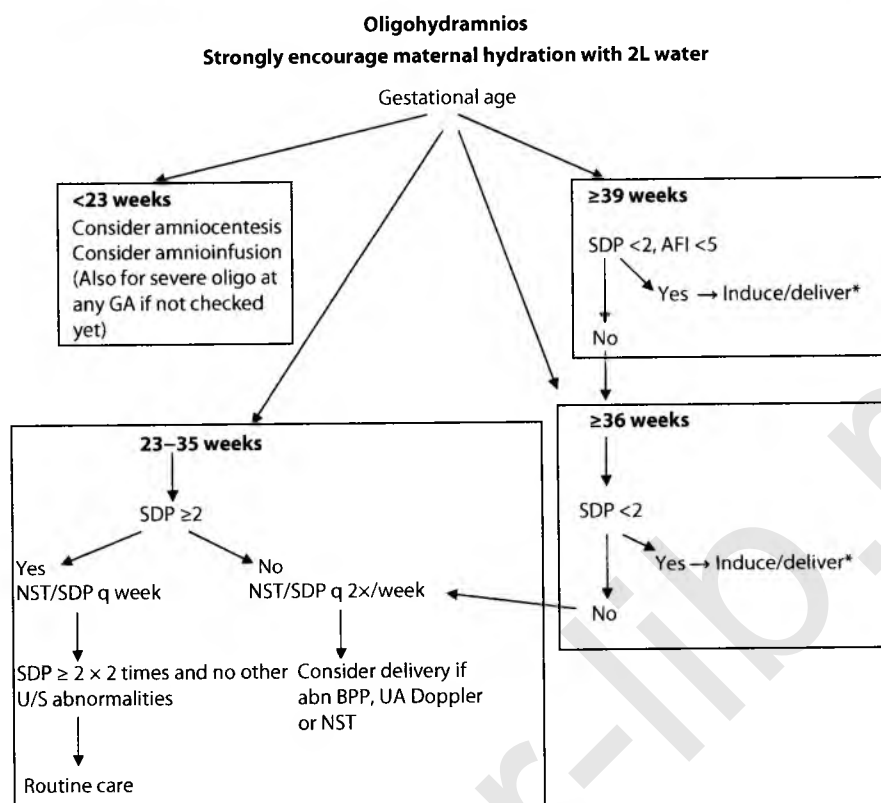 Oligohydramnios
Strongly encourage maternal hydration with 2L water
Gestational age
<23 weeks
Consider amniocentesis
Consider amnioinfusion
(Also for severe oligo at
any GA if not checked
yet)
≥39 weeks
SDP <2, AFI <5
Yes → Induce/deliver*
No
≥36 weeks
SDP <2
Yes → Induce/deliver*
No
23–35 weeks
SDP ≥2
Yes
NST/SDP q week
SDP ≥ 2 × 2 times and no other
U/S abnormalities
Routine care
No
NST/SDP q 2×/week
Consider delivery if
abn BPP, UA Doppler
or NST